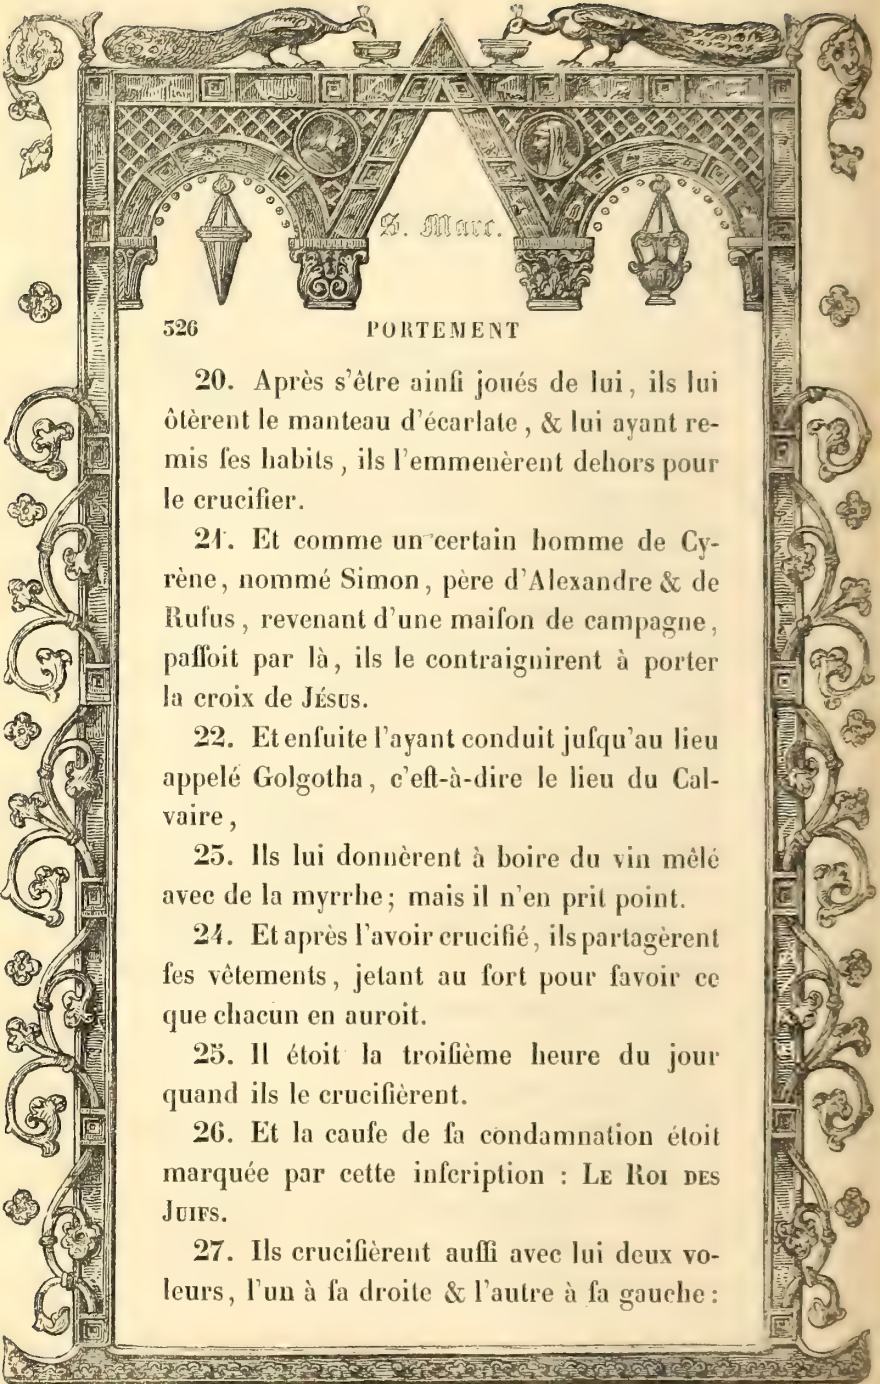 S. Marc.
526 PORTEMENT
20. Après s'être ainſi joués de lui, ils lui
ôtèrent le manteau d'écarlate, & lui ayant re-
mis ſes habits, ils l'emmenèrent dehors pour
le crucifier.
21. Et comme un certain homme de Cy-
rène, nommé Simon, père d'Alexandre & de
Rufus, revenant d'une maiſon de campagne,
paſſoit par là, ils le contraignirent à porter
la croix de JÉSUS.
22. Et enſuite l'ayant conduit juſqu'au lieu
appelé Golgotha, c'eſt-à-dire le lieu du Cal-
vaire,
23. Ils lui donnèrent à boire du vin mêlé
avec de la myrrhe; mais il n'en prit point.
24. Et après l'avoir crucifié, ils partagèrent
ſes vêtements, jetant au ſort pour ſavoir ce
que chacun en auroit.
25. Il étoit la troiſième heure du jour
quand ils le crucifièrent.
26. Et la cauſe de ſa condamnation étoit
marquée par cette inſcription : LE ROI DES
JUIFS.
27. Ils crucifièrent auſſi avec lui deux vo-
leurs, l'un à ſa droite & l'autre à ſa gauche :